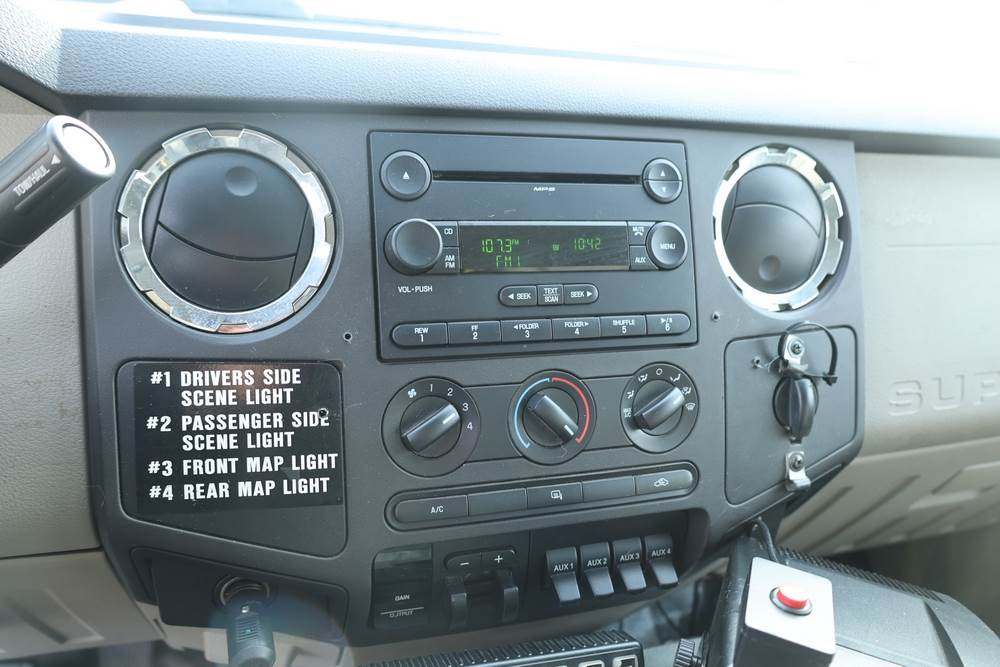 TOW/HAUL
MP3
CD
AM
FM
107.3 FM 1
10:42
FM1
MUTE
AUX
MENU
VOL • PUSH
◄ SEEK
TEXT
SCAN
SEEK ►
REW
1
FF
2
◄ FOLDER
3
FOLDER ►
4
SHUFFLE
5
►/■
6
#1 DRIVERS SIDE
SCENE LIGHT
#2 PASSENGER SIDE
SCENE LIGHT
#3 FRONT MAP LIGHT
#4 REAR MAP LIGHT
1 2
3
4
O
MAX
A/C
A/C
SUP
− +
GAIN
OUTPUT
AUX 1
AUX 2
AUX 3
AUX 4